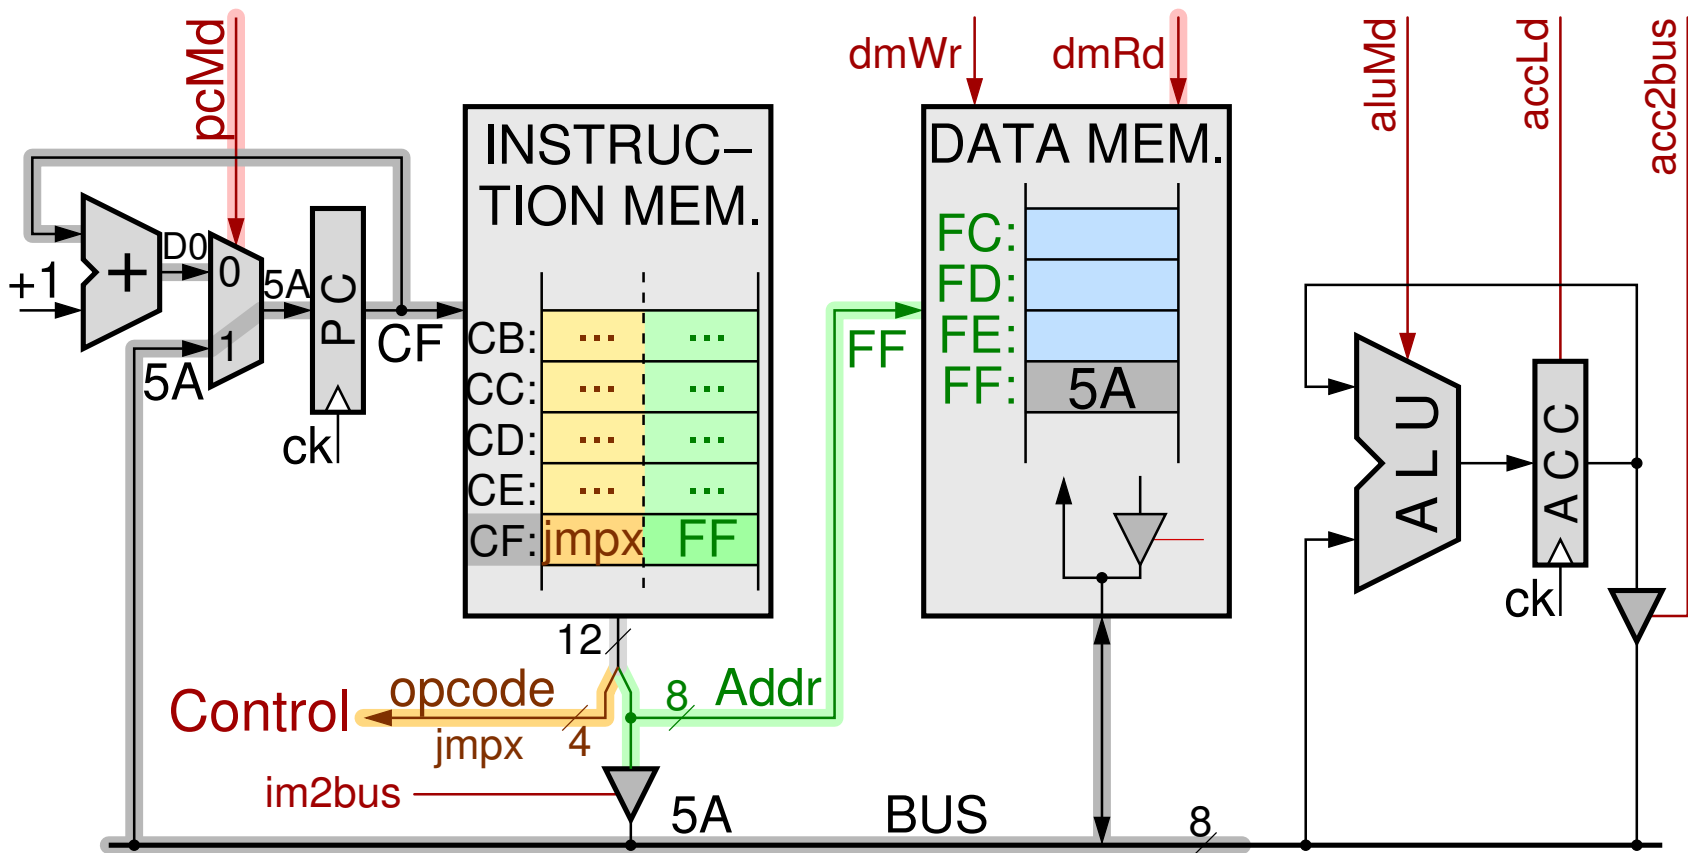 pcMd
dmWr
dmRd
aluMd
accLd
acc2bus
INSTRUC–
TION MEM.
DATA MEM.
+
+1
D0
0
1
5A
5A
P C
ck
CF
CB: ... ...
CC: ... ...
CD: ... ...
CE: ... ...
CF: jmpx FF
FF
FC:
FD:
FE:
FF: 5A
A L U
A C C
ck
12
Control
opcode
jmpx
4
8
Addr
im2bus
5A
BUS
8